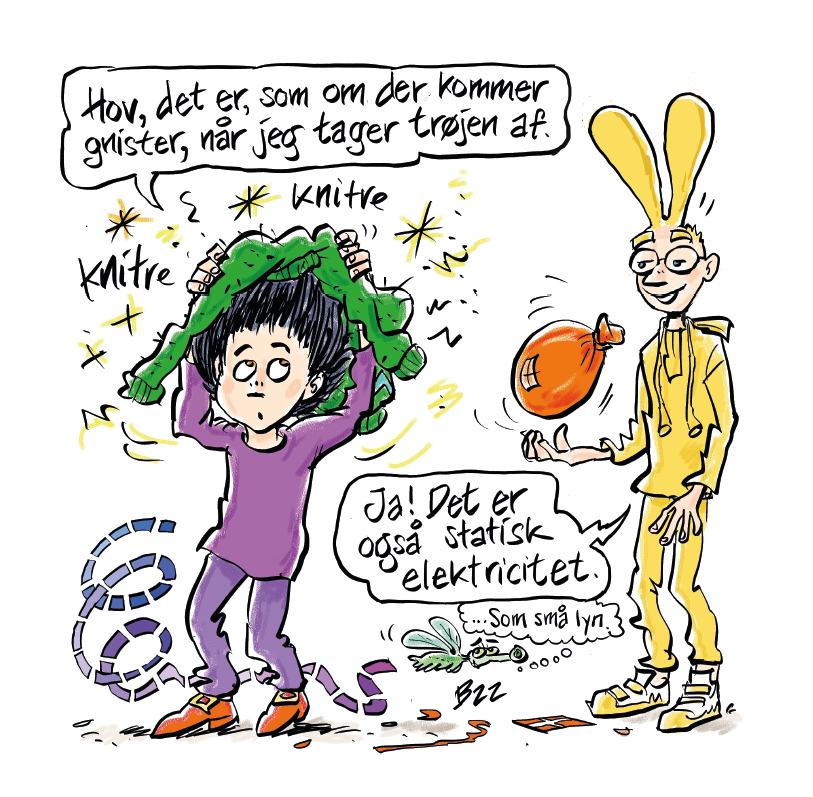 Hov, det er, som om der kommer
gnister, når jeg tager trøjen af.
knitre
knitre
Ja! Det er
også statisk
elektricitet.
...Som små lyn.
Bzz